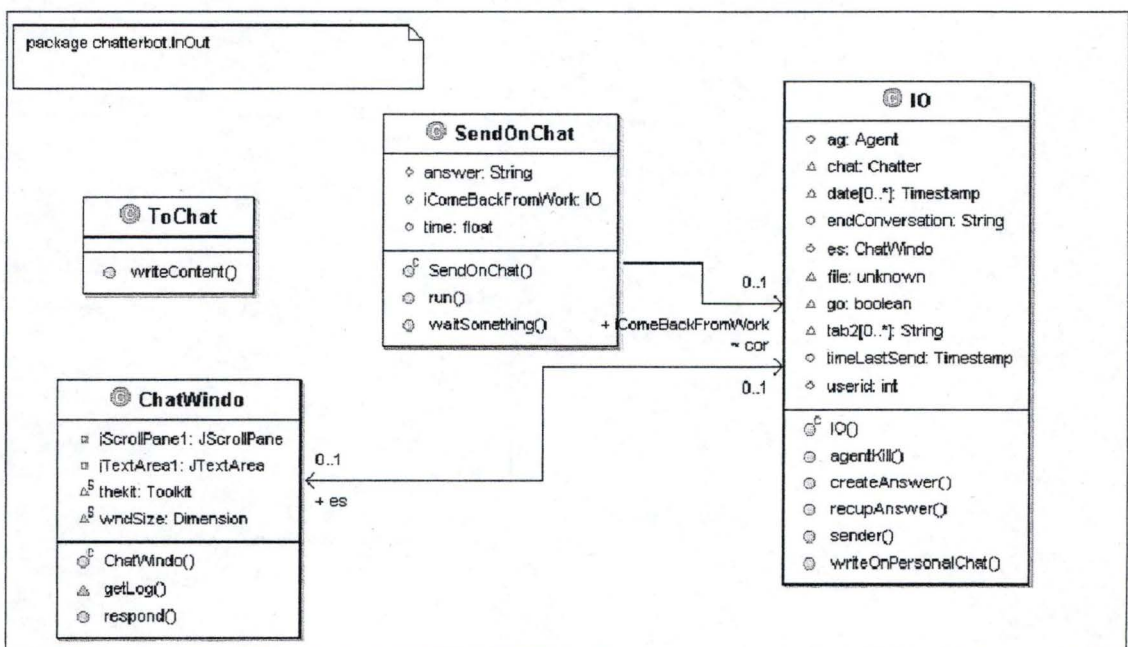 package chatterbot.InOut
ToChat
writeContent()
SendOnChat
answer: String
iComeBackFromWork: IO
time: float
SendOnChat()
run()
waitSomething()
IO
ag: Agent
chat: Chatter
date[0..*]: Timestamp
endConversation: String
es: ChatWindo
file: unknown
go: boolean
tab2[0..*]: String
timeLastSend: Timestamp
userid: int
IO()
agentKill()
createAnswer()
recupAnswer()
sender()
writeOnPersonalChat()
0..1
+ iComeBackFromWork
~ cor
0..1
ChatWindo
jScrollPane1: JScrollPane
jTextArea1: JTextArea
thekit: Toolkit
wndSize: Dimension
ChatWindo()
getLog()
respond()
0..1
+ es